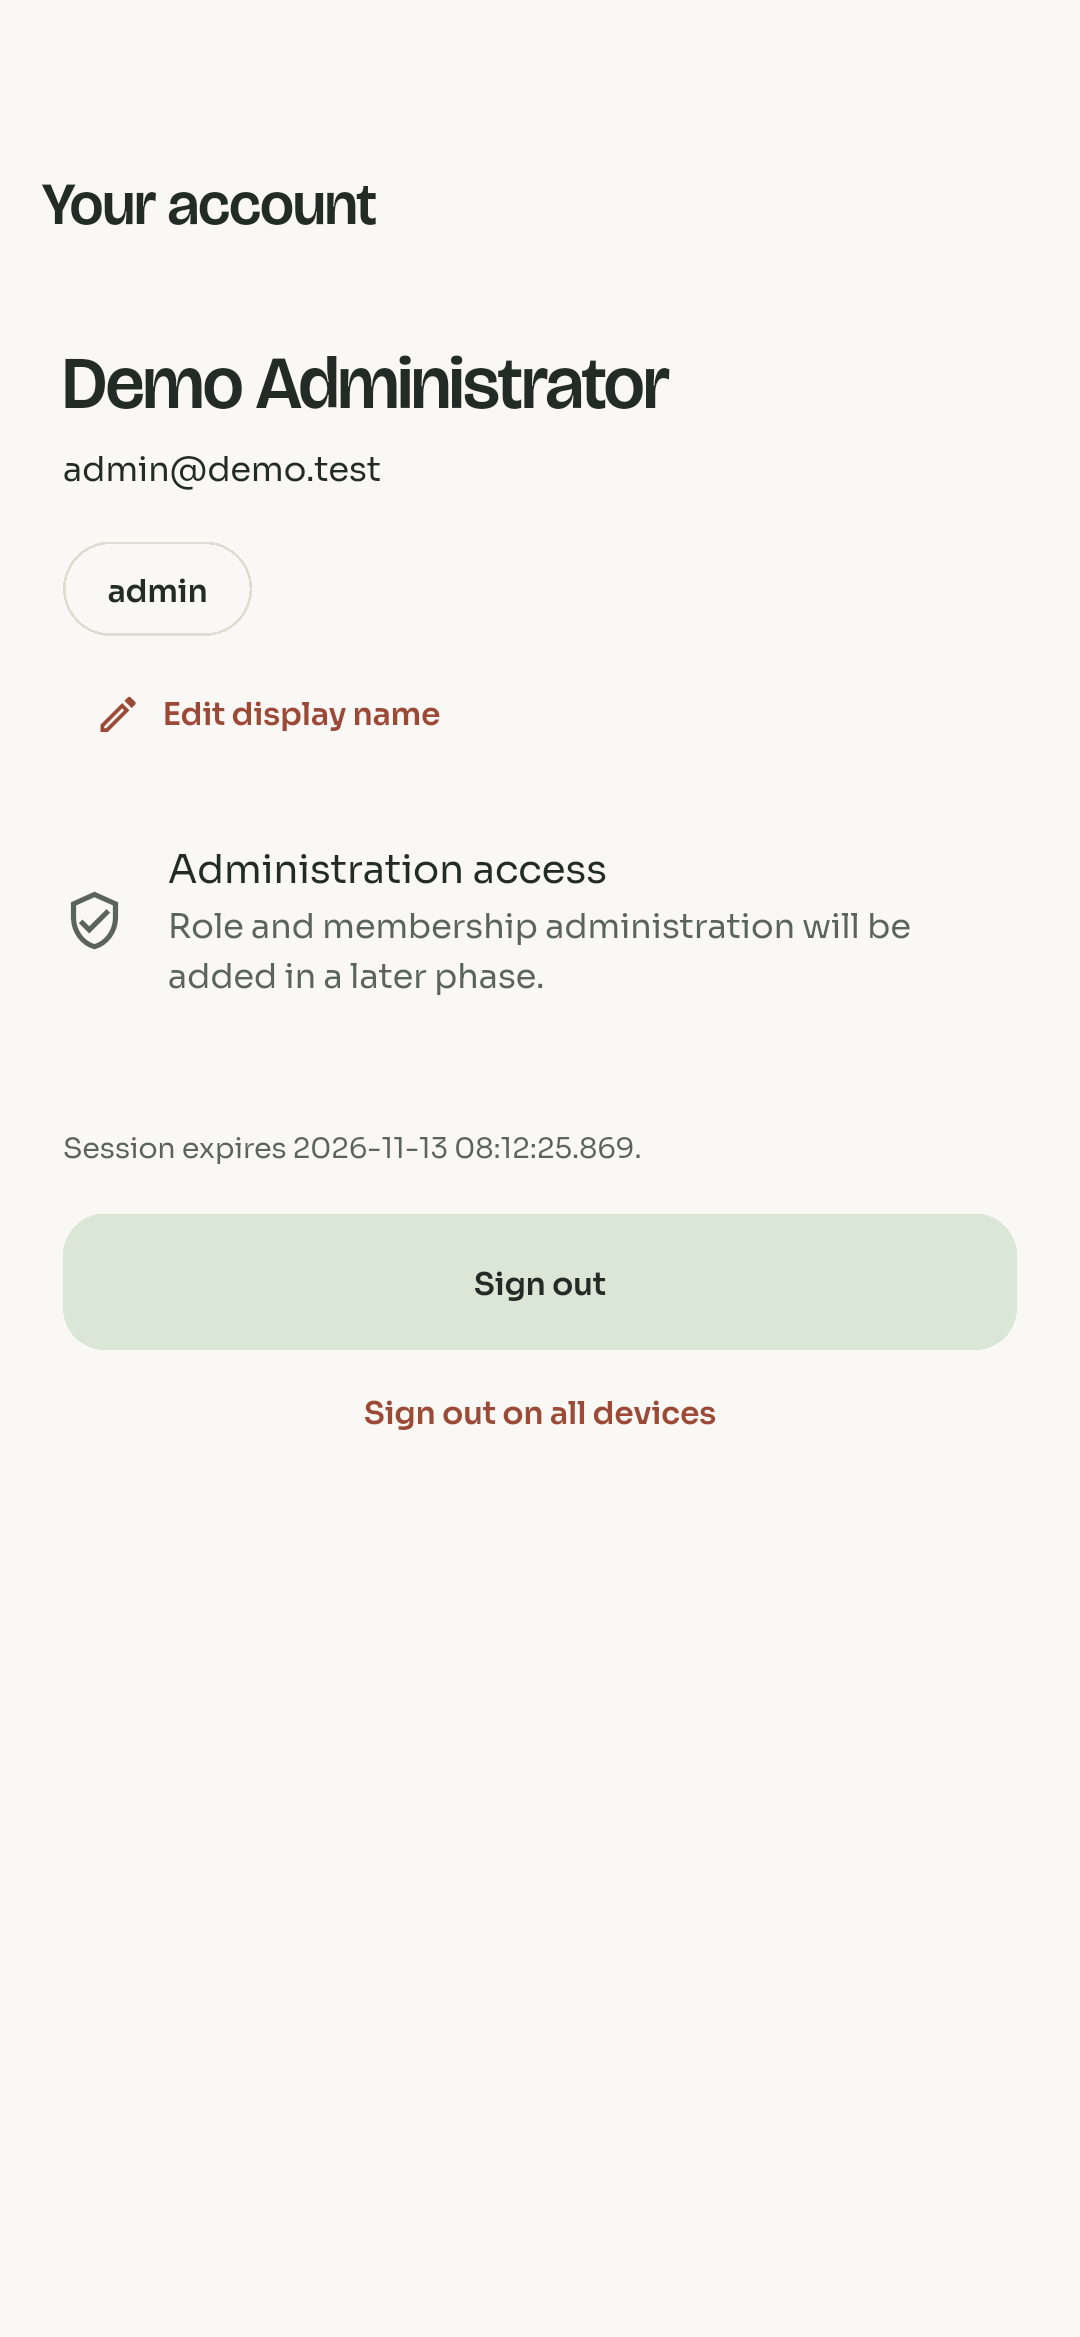 Your account
Demo Administrator
admin@demo.test
admin
Edit display name
Administration access
Role and membership administration will be
added in a later phase.
Session expires 2026-11-13 08:12:25.869.
Sign out
Sign out on all devices